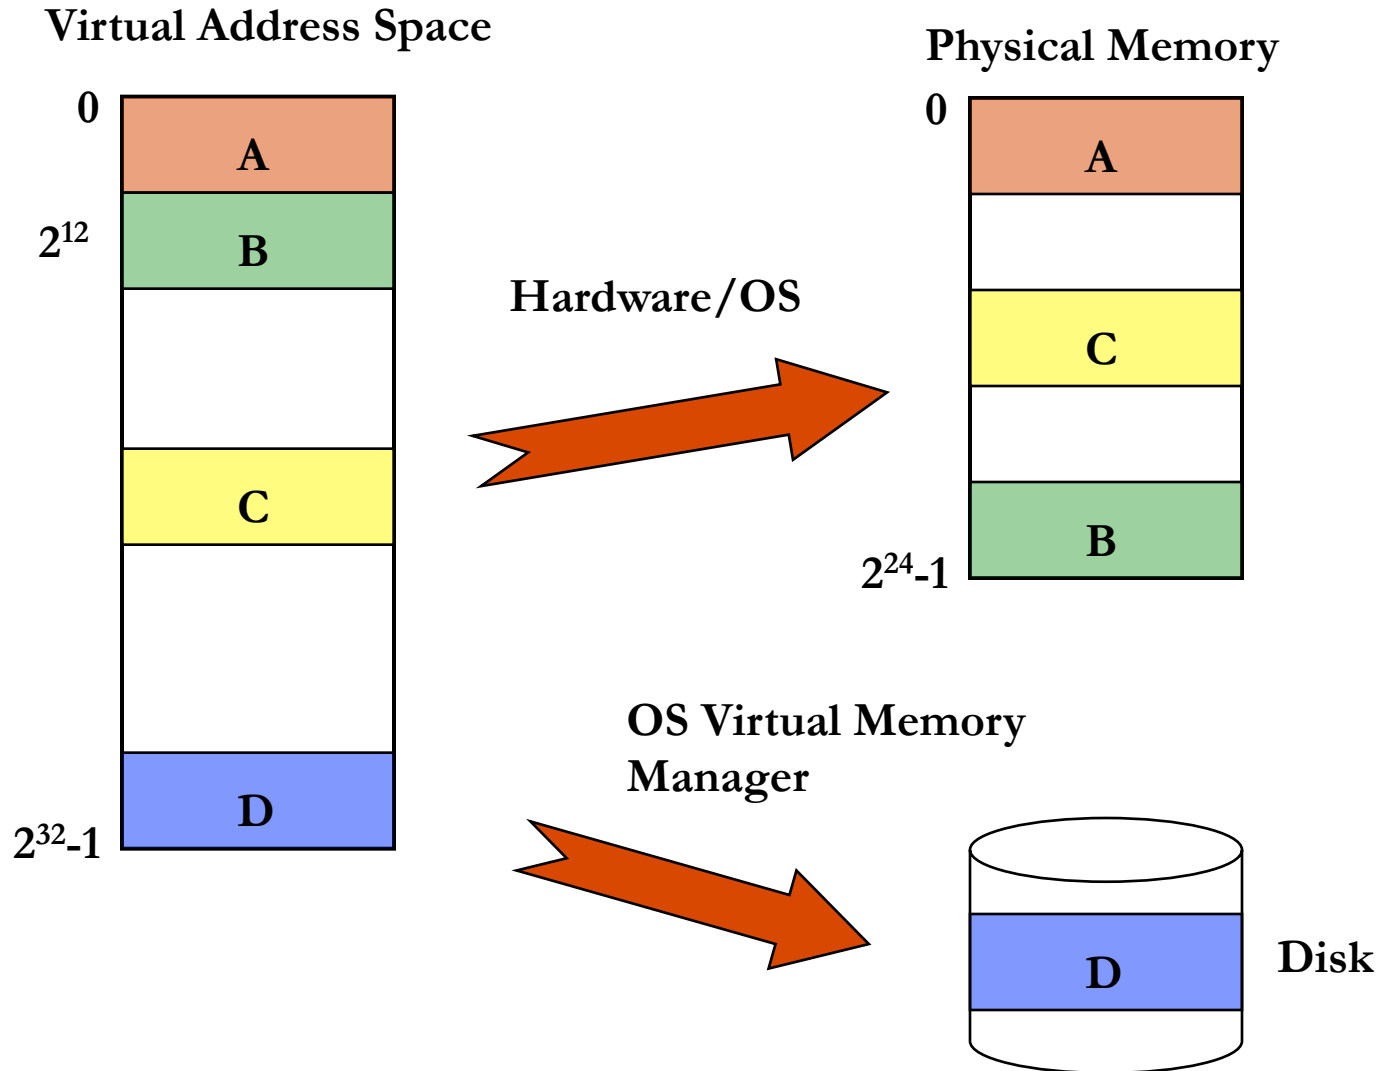 Virtual Address Space
0
A
2¹²
B
C
D
2³²-1
Hardware/OS
Physical Memory
0
A
C
B
2²⁴-1
OS Virtual Memory
Manager
D
Disk